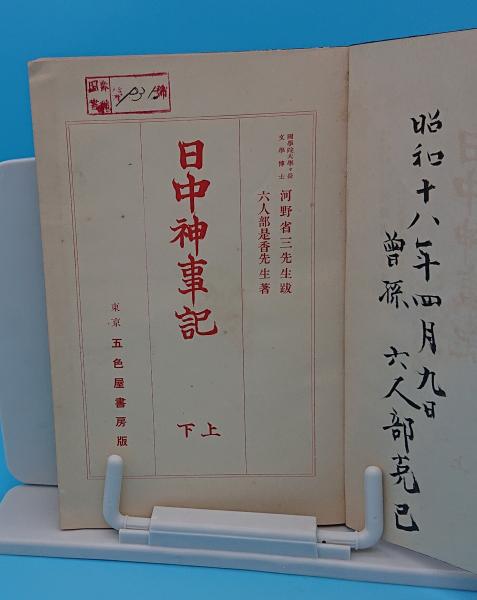 昭和十八年四月九日
曽孫 六人部克己
國學院大學々長
文學博士
河野省三先生跋
六人部是香先生著
日中神事記
上下
東京 五色屋書房版